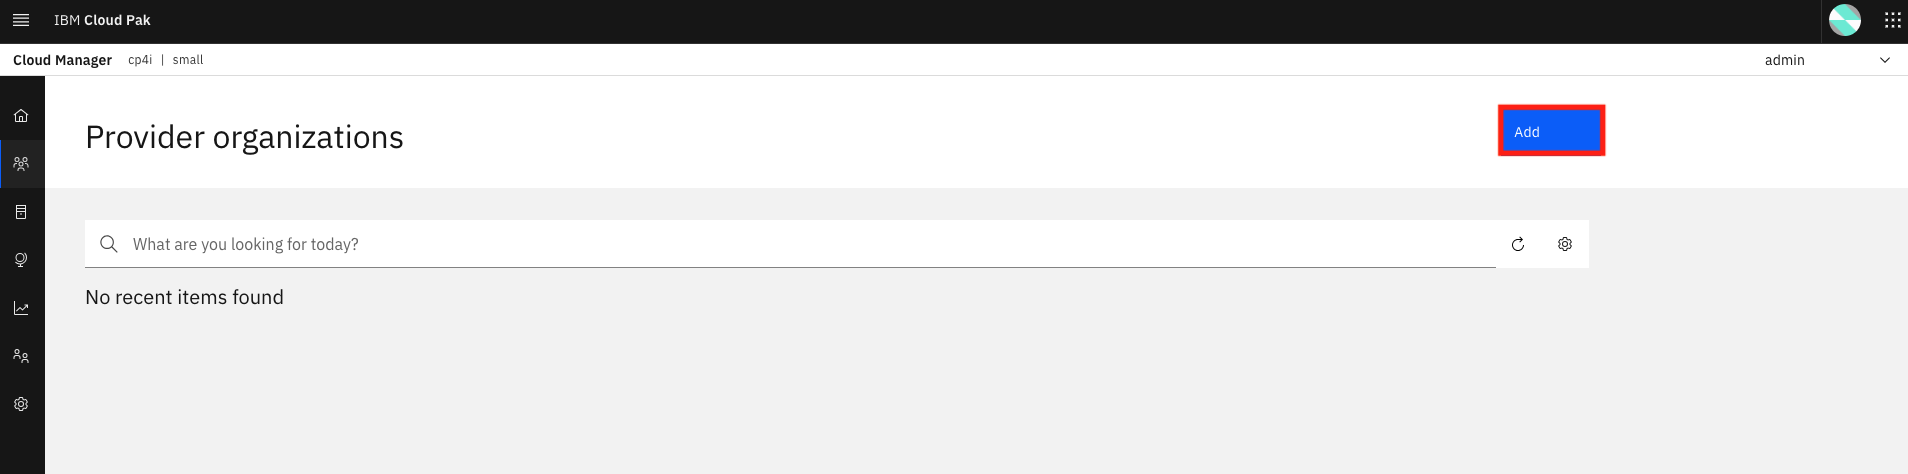 IBM Cloud Pak
Cloud Manager cp4i | small admin
Provider organizations
Add
What are you looking for today?
No recent items found